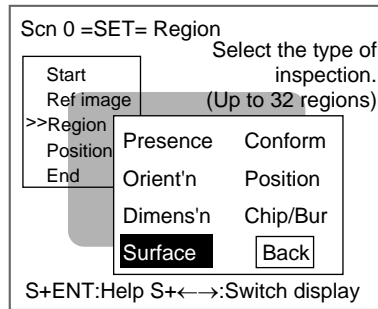 Scn 0 =SET= Region
Select the type of
inspection.
(Up to 32 regions)
Start
Ref image
>>Region
Position
End
Presence Conform
Orient'n Position
Dimens'n Chip/Bur
Surface Back
S+ENT:Help S+←→:Switch display